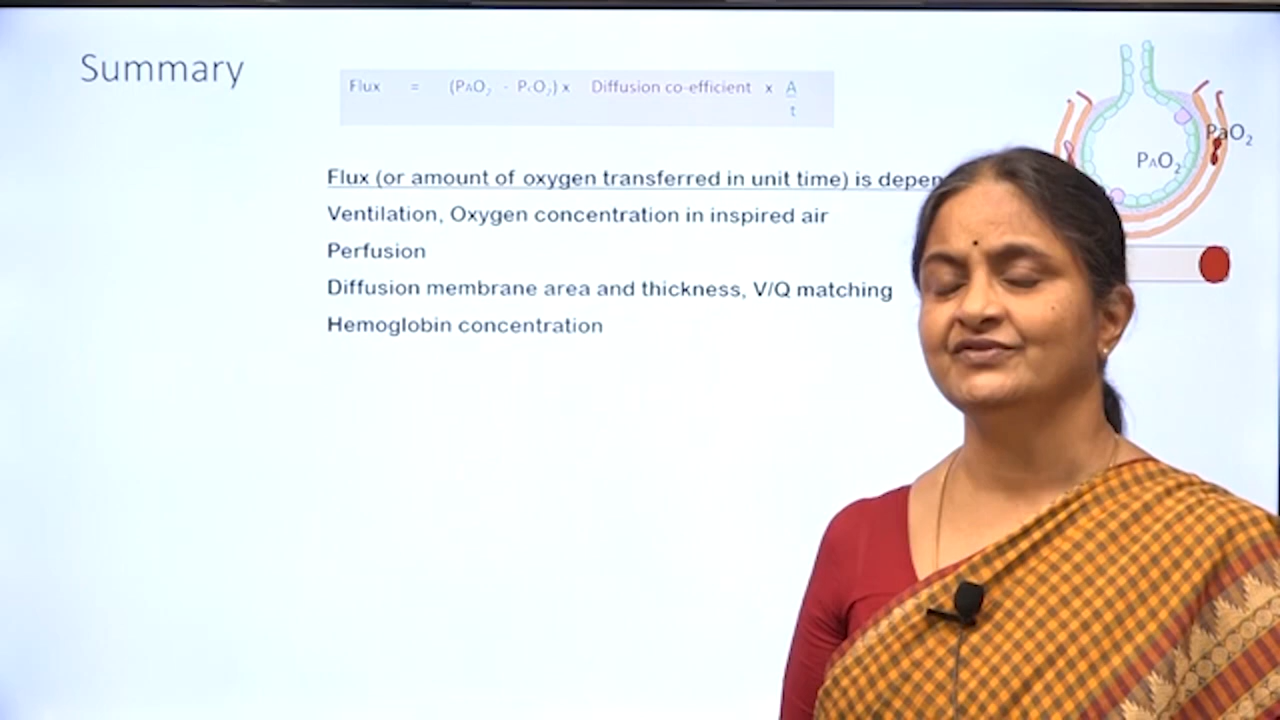 Summary
Flux = (PAO2 - PcO2) x Diffusion co-efficient x A
t
PaO2
PAO2
Flux (or amount of oxygen transferred in unit time) is
Ventilation, Oxygen concentration in inspired air
Perfusion
Diffusion membrane area and thickness, V/Q matching
Hemoglobin concentration